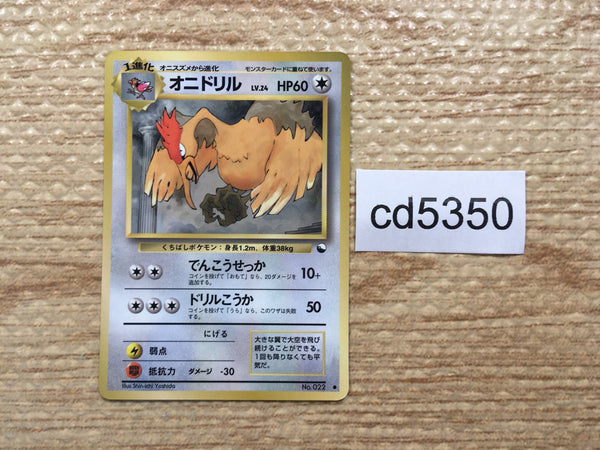 1進化
オニスズメから進化
モンスターカードに重ねて使います。
オニドリル LV.24 HP60
くちばしポケモン：身長1.2m、体重38kg
でんこうせっか 10+
コインを投げて「おもて」なら、20ダメージを
追加する。
ドリルこうか 50
コインを投げて「うら」なら、このワザは失敗
する。
にげる
弱点
抵抗力 ダメージ -30
大きな翼で大空を飛び
続けることができる。
1回も降りなくても平
気だ。
Illus.Shin-ichi Yoshida
No.022
cd5350